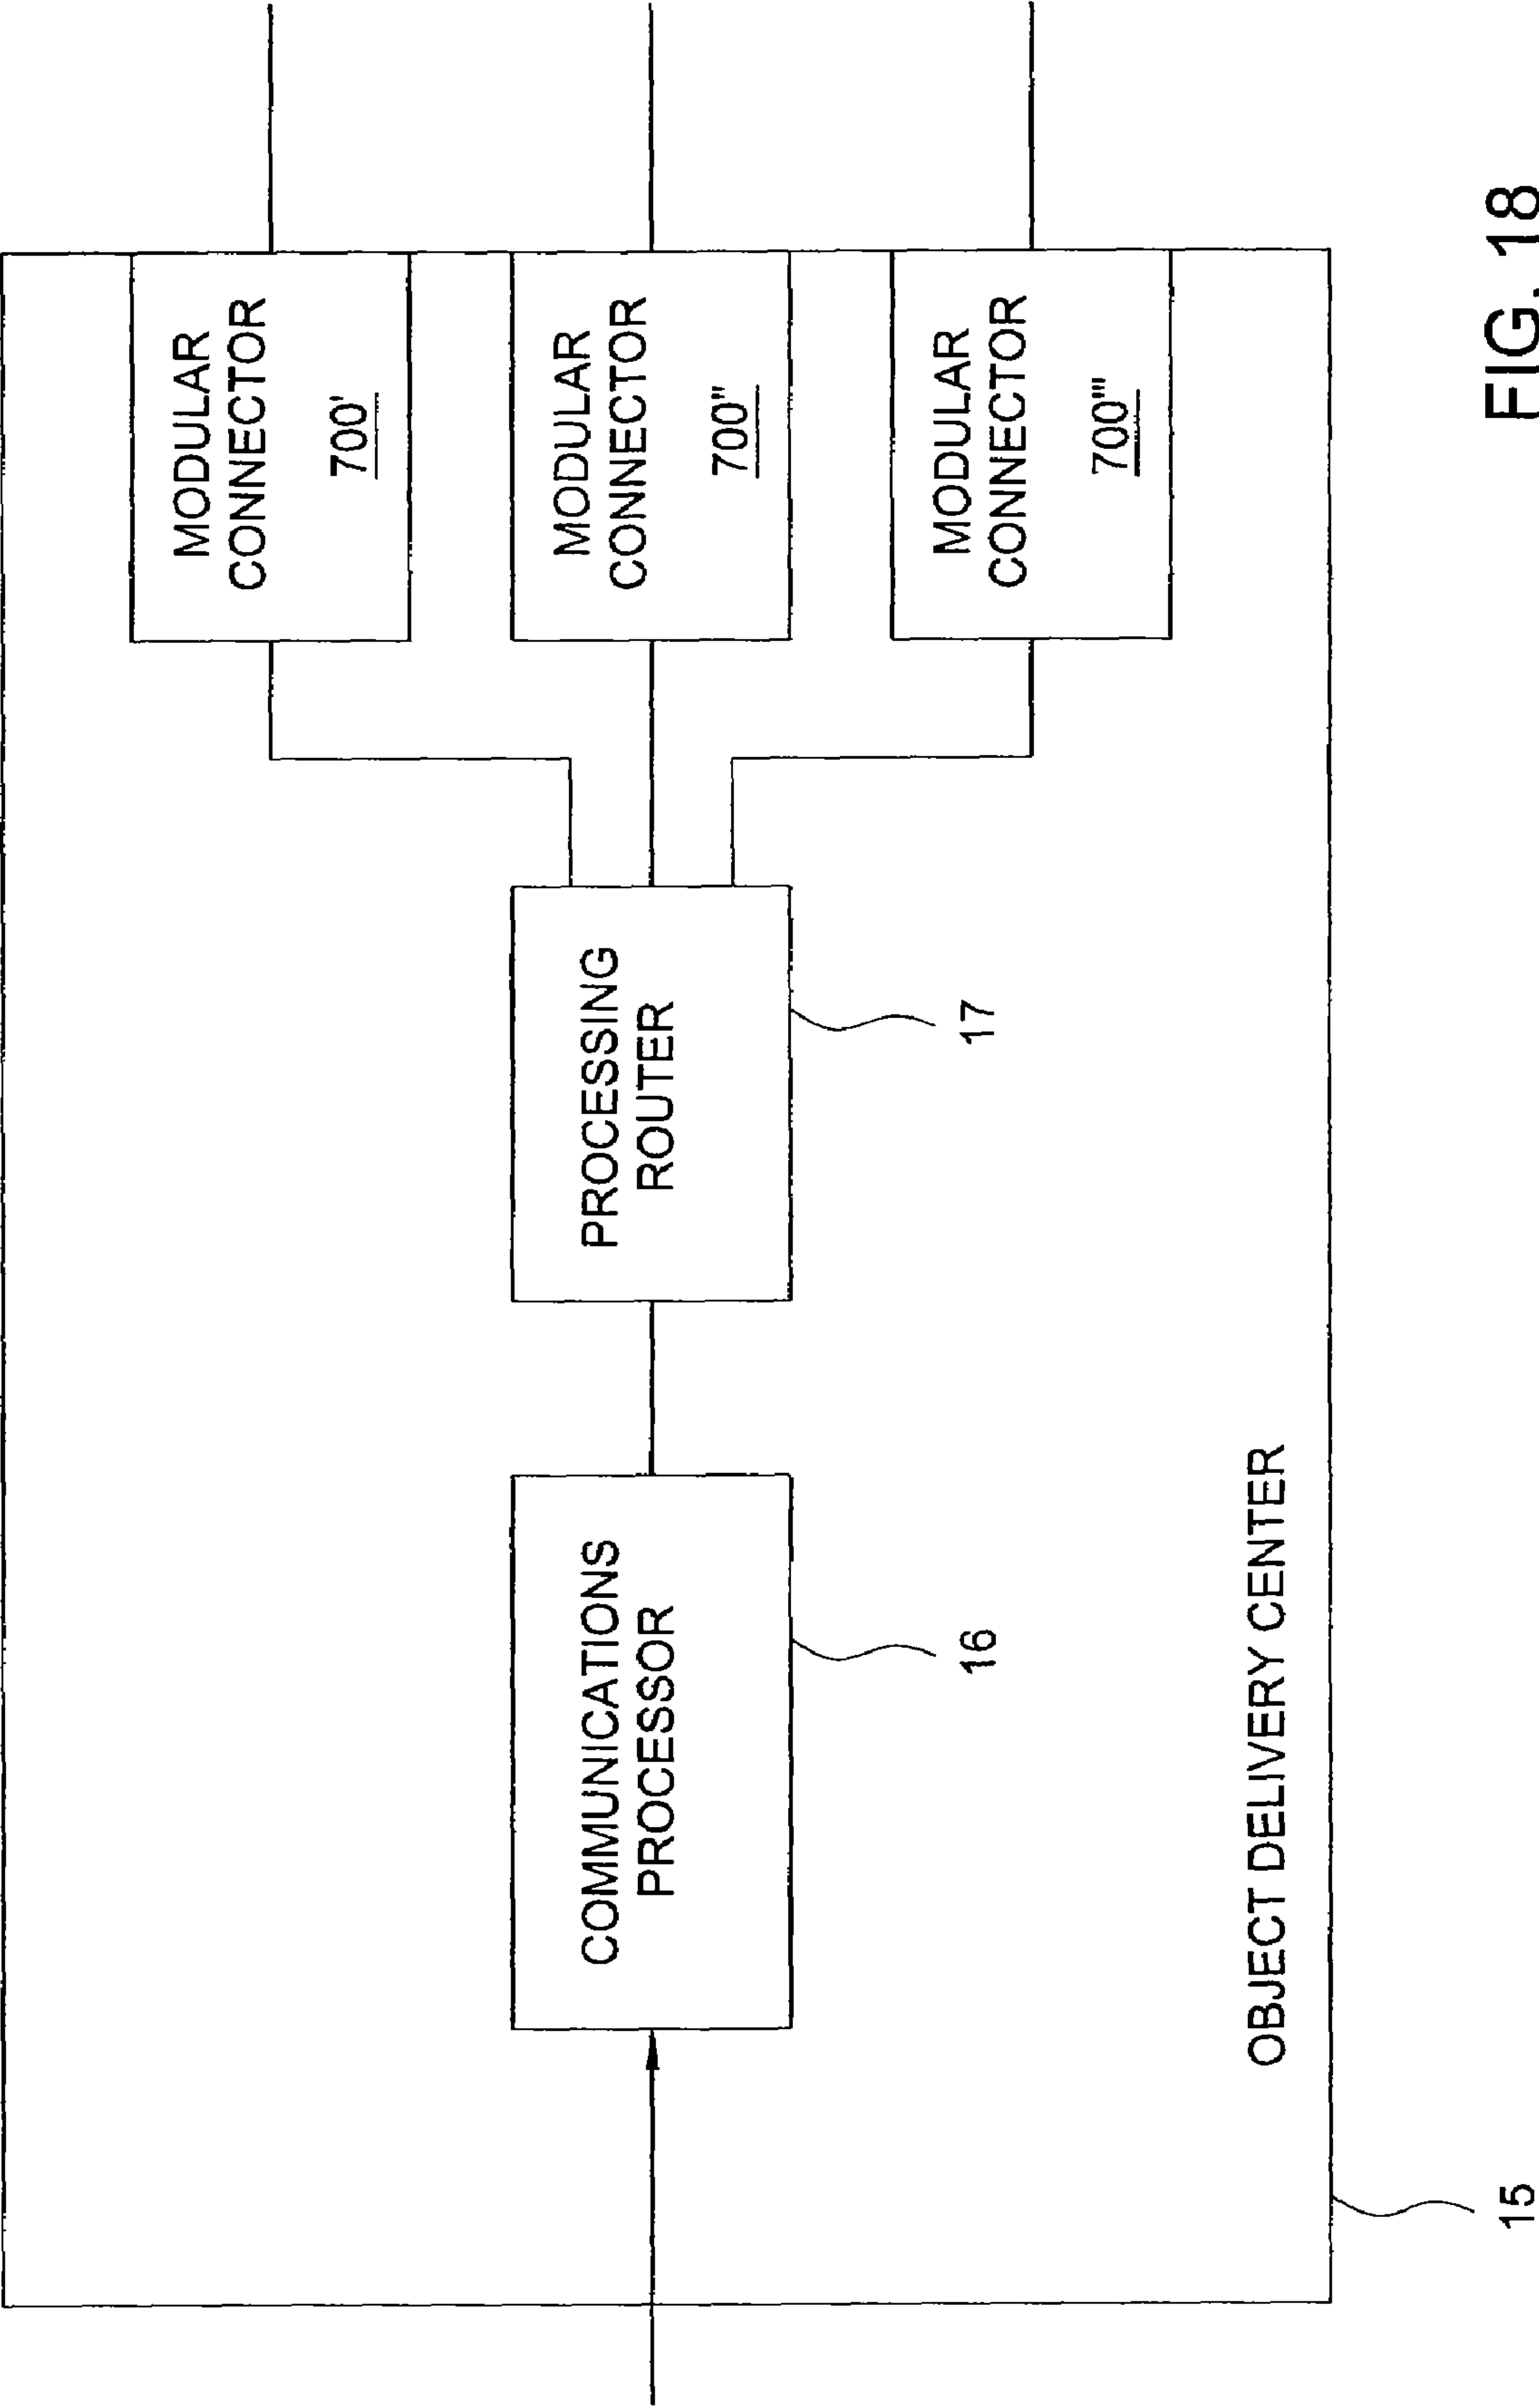 MODULAR
CONNECTOR
700'
MODULAR
CONNECTOR
700"
MODULAR
CONNECTOR
700'"
PROCESSING
ROUTER
17
COMMUNICATIONS
PROCESSOR
16
OBJECT DELIVERY CENTER
15
FIG. 18